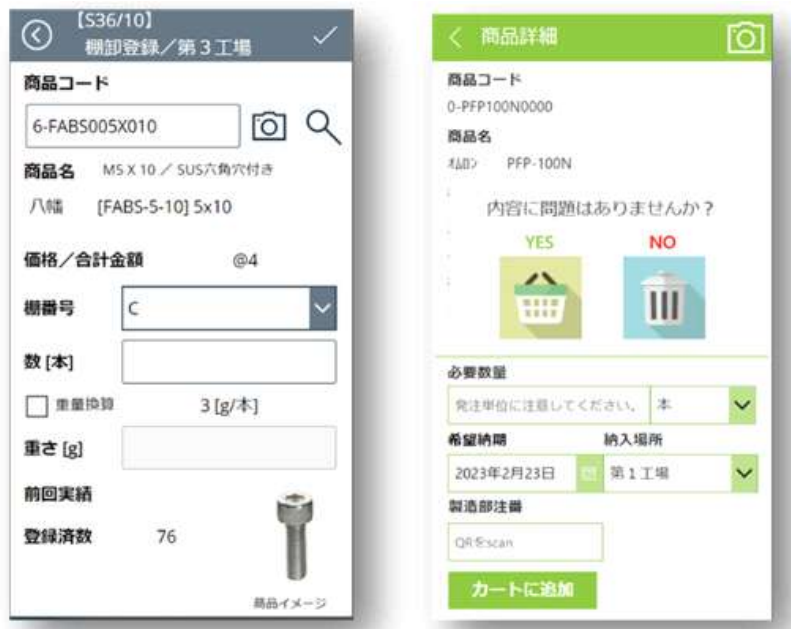 【S36/10】
棚卸登録／第３工場
商品コード
6-FABS005X010
商品名 M5 X 10 ／ SUS六角穴付き
八幡 [FABS-5-10] 5x10
価格／合計金額 @4
棚番号 C
数 [本]
重量換算 3 [g/本]
重さ [g]
前回実績
登録済数 76
商品イメージ
商品詳細
商品コード
0-PFP100N0000
商品名
ｵﾑﾛﾝ PFP-100N
内容に問題はありませんか？
YES NO
必要数量
発注単位に注意してください。 本
希望納期 納入場所
2023年2月23日 第１工場
製造部注番
QRをscan
カートに追加